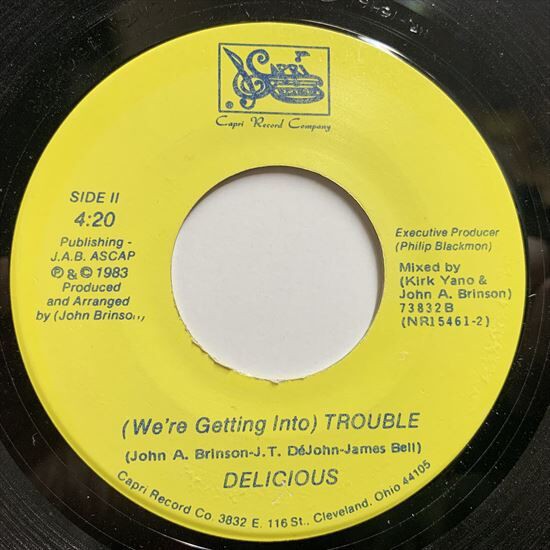 CAPRI
®
Capri Record Company
SIDE II
4:20
Publishing -
J.A.B. ASCAP
℗ & © 1983
Produced
and Arranged
by (John Brinson)
Executive Producer
(Philip Blackmon)
Mixed by
(Kirk Yano &
John A. Brinson)
73832B
(NR15461-2)
(We're Getting Into) TROUBLE
(John A. Brinson-J.T. DéJohn-James Bell)
DELICIOUS
Capri Record Co. 3832 E. 116 St., Cleveland, Ohio 44105